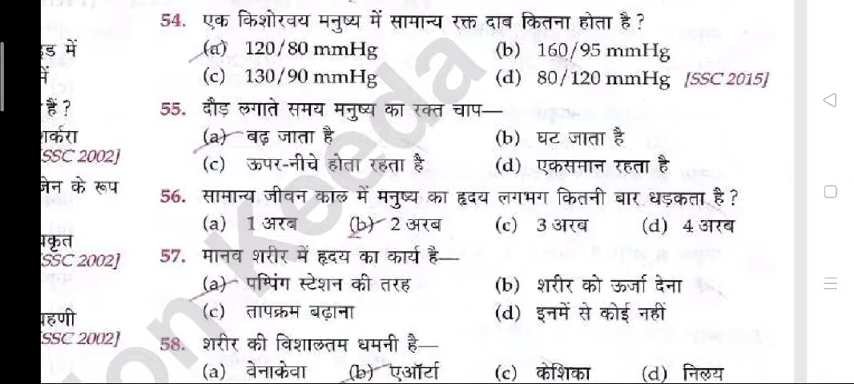 54. एक किशोरवय मनुष्य में सामान्य रक्त दाब कितना होता है ?
(a) 120/80 mmHg (b) 160/95 mmHg
(c) 130/90 mmHg (d) 80/120 mmHg [SSC 2015]
55. दौड़ लगाते समय मनुष्य का रक्त चाप—
(a) बढ़ जाता है (b) घट जाता है
(c) ऊपर-नीचे होता रहता है (d) एकसमान रहता है
56. सामान्य जीवन काल में मनुष्य का हृदय लगभग कितनी बार धड़कता है ?
(a) 1 अरब (b) 2 अरब (c) 3 अरब (d) 4 अरब
57. मानव शरीर में हृदय का कार्य है—
(a) पम्पिंग स्टेशन की तरह (b) शरीर को ऊर्जा देना
(c) तापक्रम बढ़ाना (d) इनमें से कोई नहीं
58. शरीर की विशालतम धमनी है—
(a) वेनाकेवा (b) एऑर्टा (c) केशिका (d) निलय
में
में
हैं ?
SSC 2002]
के रूप
SSC 2002]
SSC 2002]
Keeda